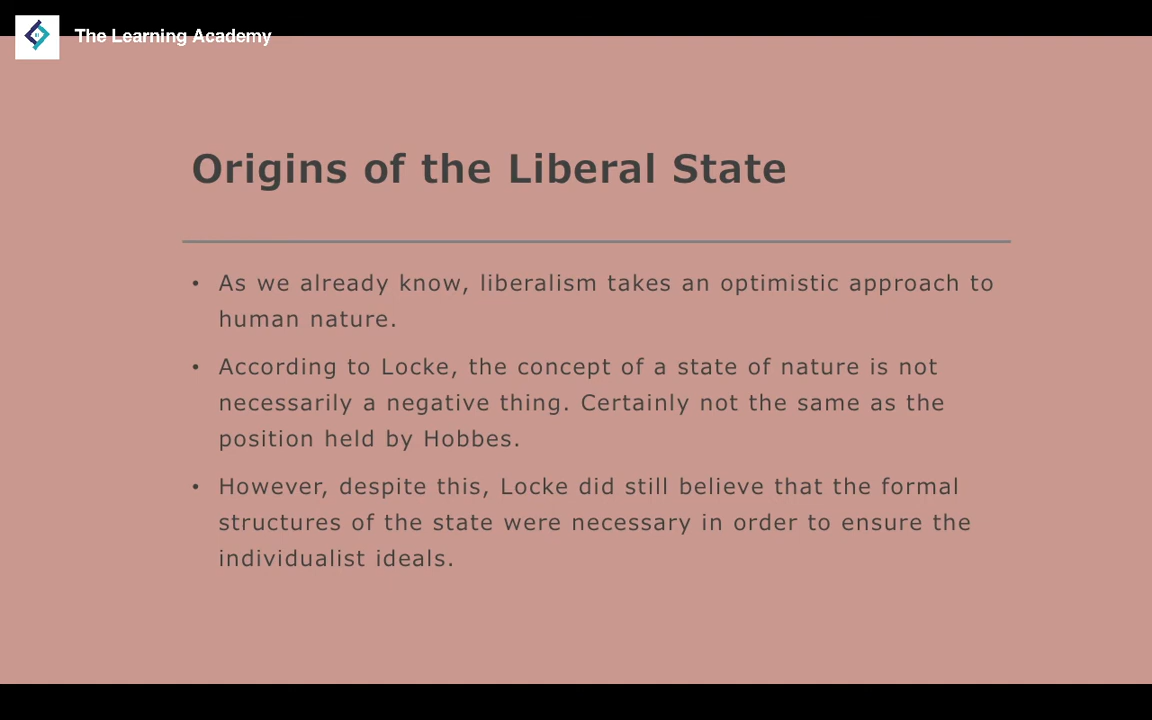 The Learning Academy
Origins of the Liberal State
• As we already know, liberalism takes an optimistic approach to
human nature.
• According to Locke, the concept of a state of nature is not
necessarily a negative thing. Certainly not the same as the
position held by Hobbes.
• However, despite this, Locke did still believe that the formal
structures of the state were necessary in order to ensure the
individualist ideals.